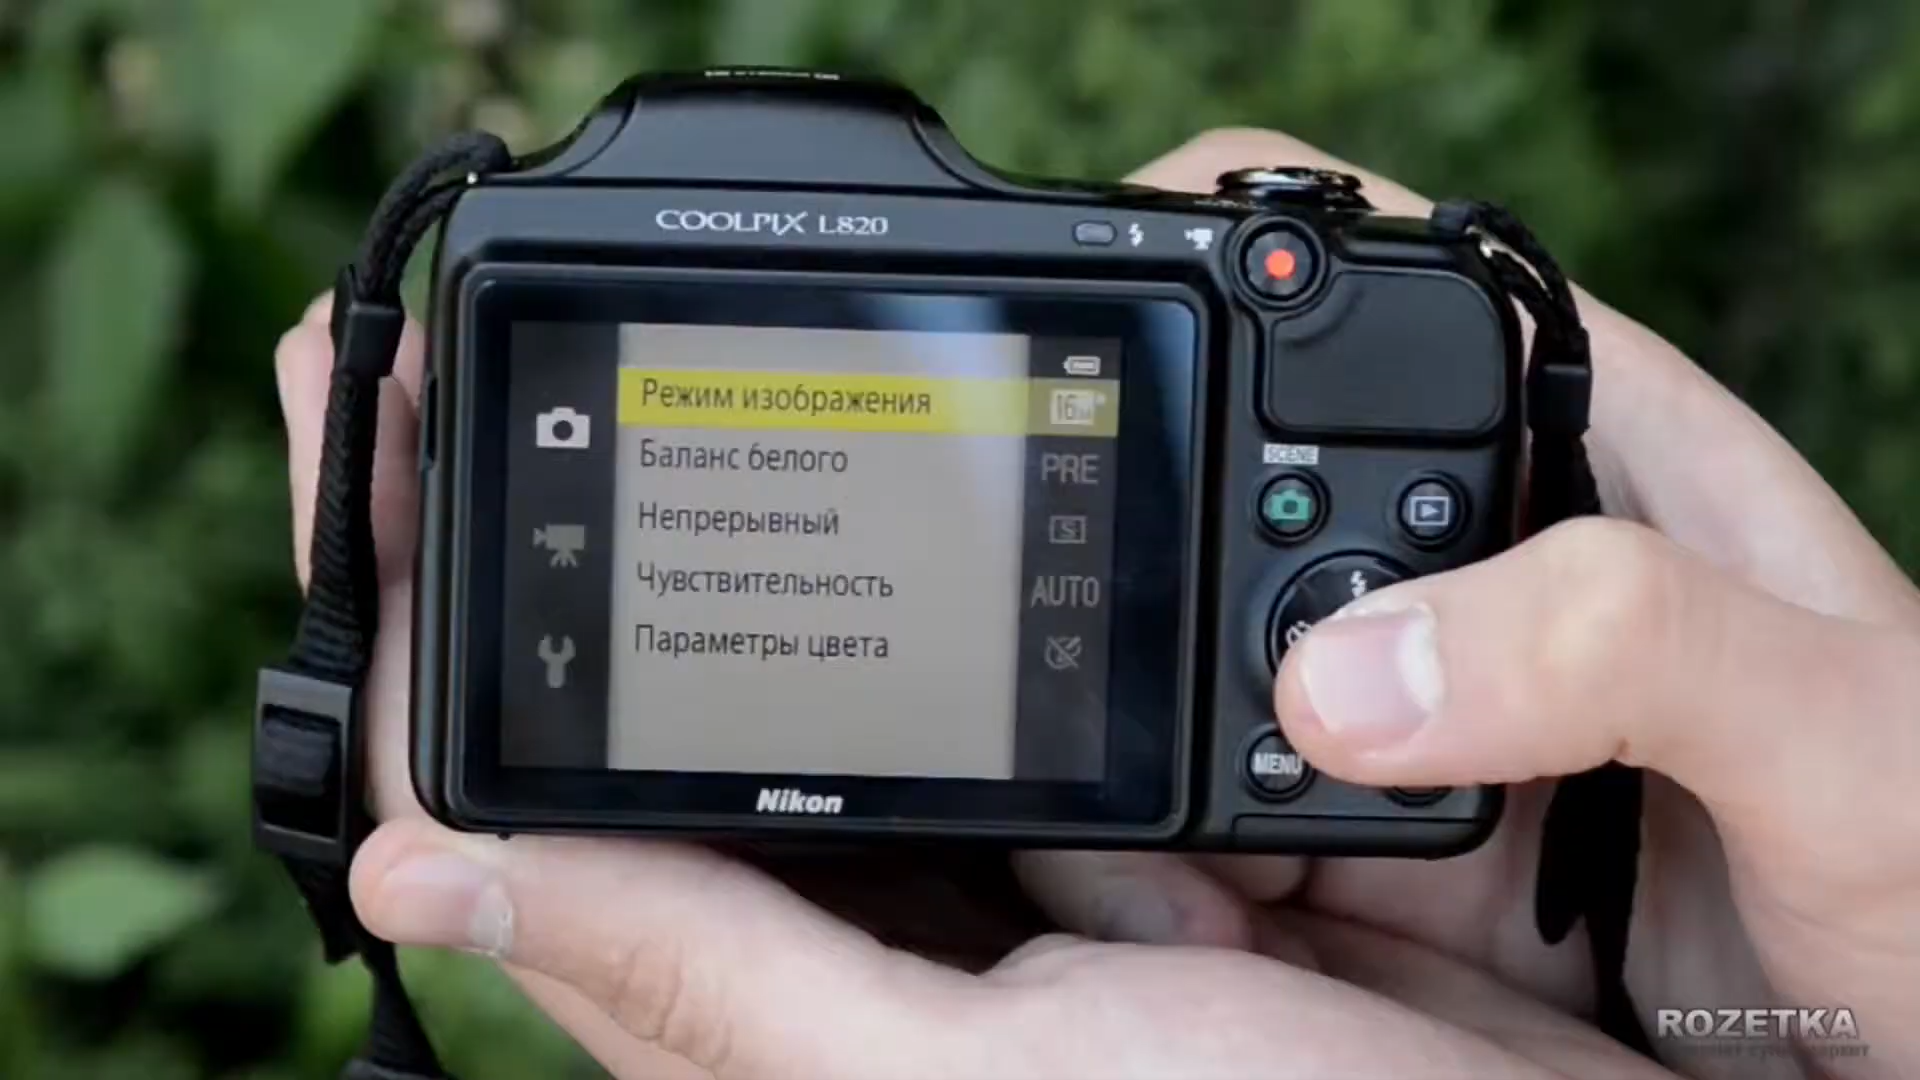 COOLPIX L820
Режим изображения
16M
Баланс белого
PRE
Непрерывный
S
Чувствительность
AUTO
Параметры цвета
Nikon
SCENE
MENU
ROZETKA